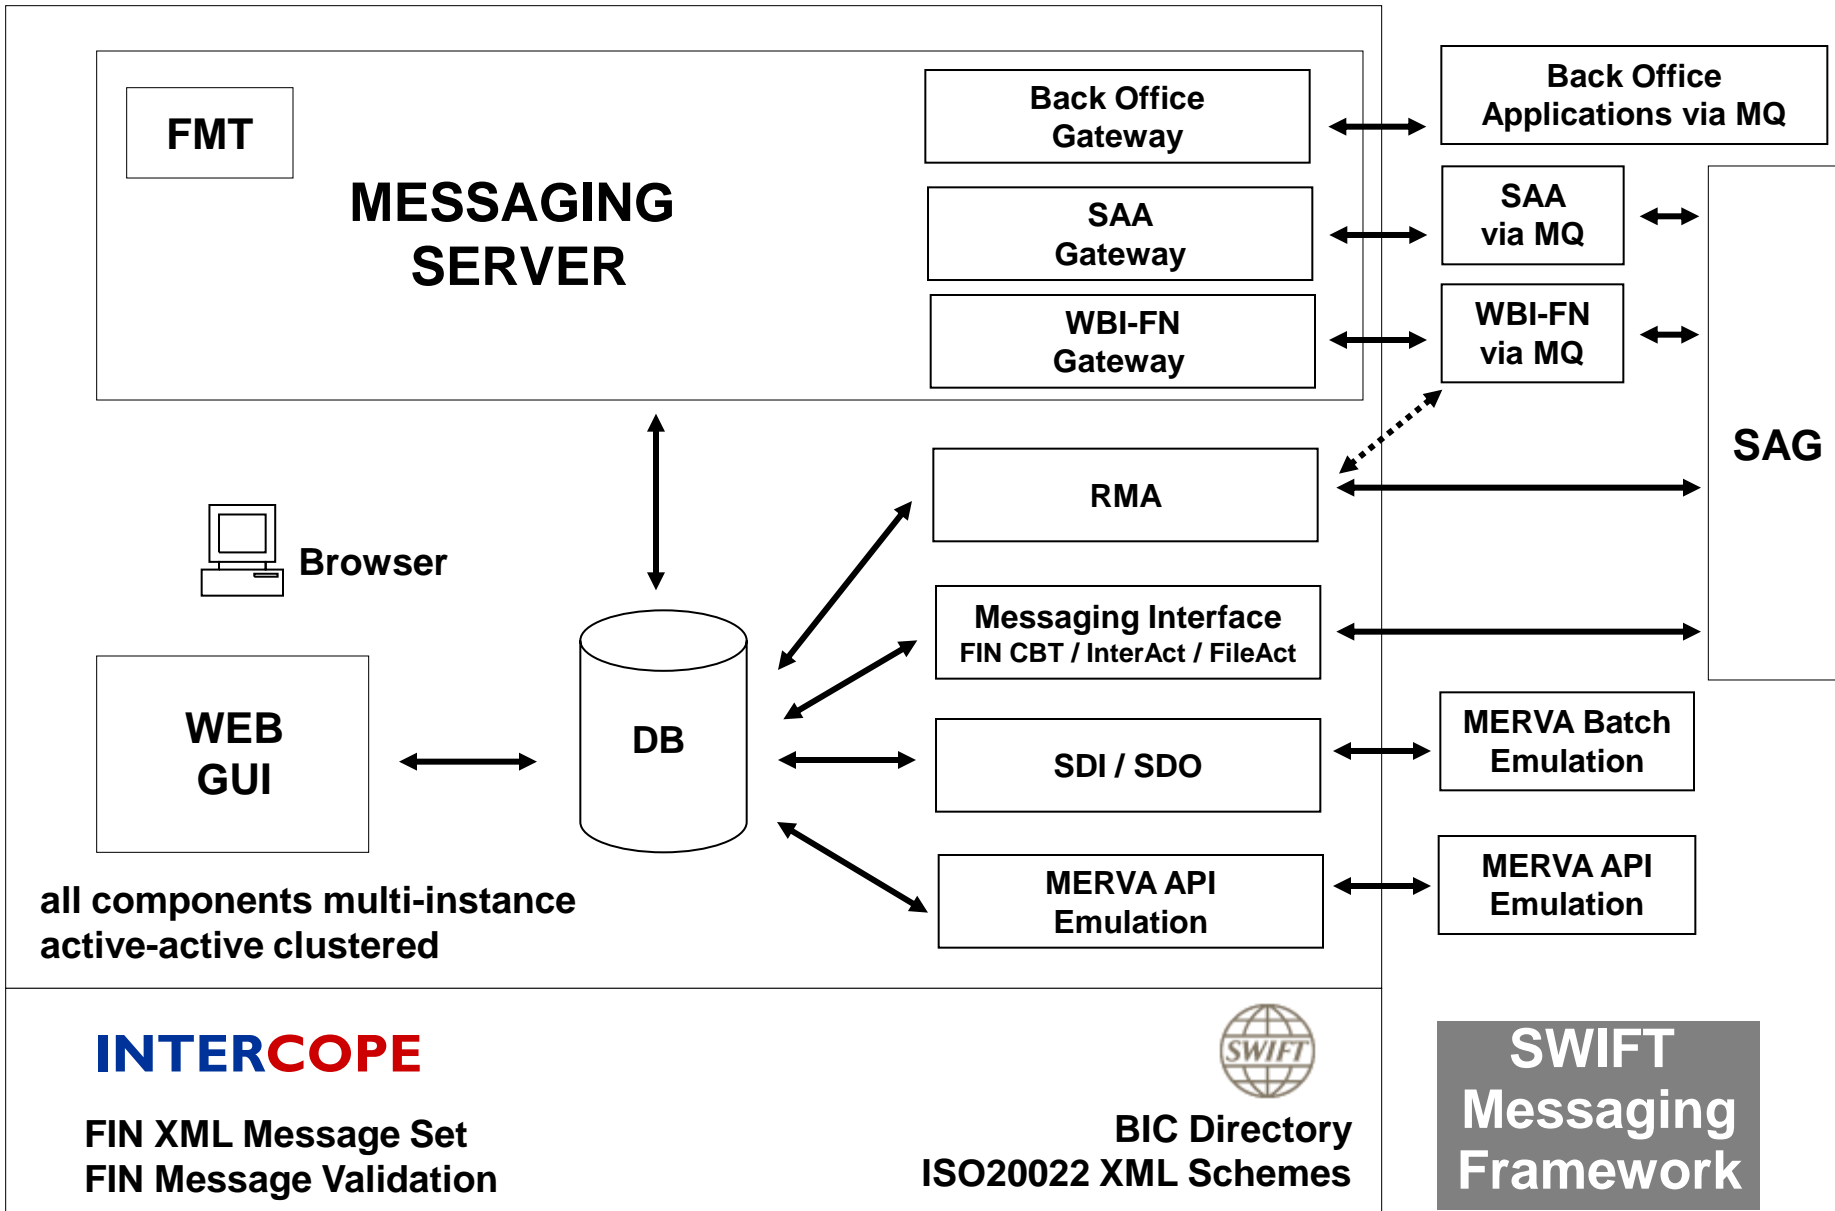 FMT
MESSAGING
SERVER
Back Office
Gateway
SAA
Gateway
WBI-FN
Gateway
Back Office
Applications via MQ
SAA
via MQ
WBI-FN
via MQ
SAG
Browser
WEB
GUI
DB
RMA
Messaging Interface
FIN CBT / InterAct / FileAct
SDI / SDO
MERVA API
Emulation
MERVA Batch
Emulation
MERVA API
Emulation
all components multi-instance
active-active clustered
INTERCOPE
FIN XML Message Set
FIN Message Validation
SWIFT
BIC Directory
ISO20022 XML Schemes
SWIFT
Messaging
Framework